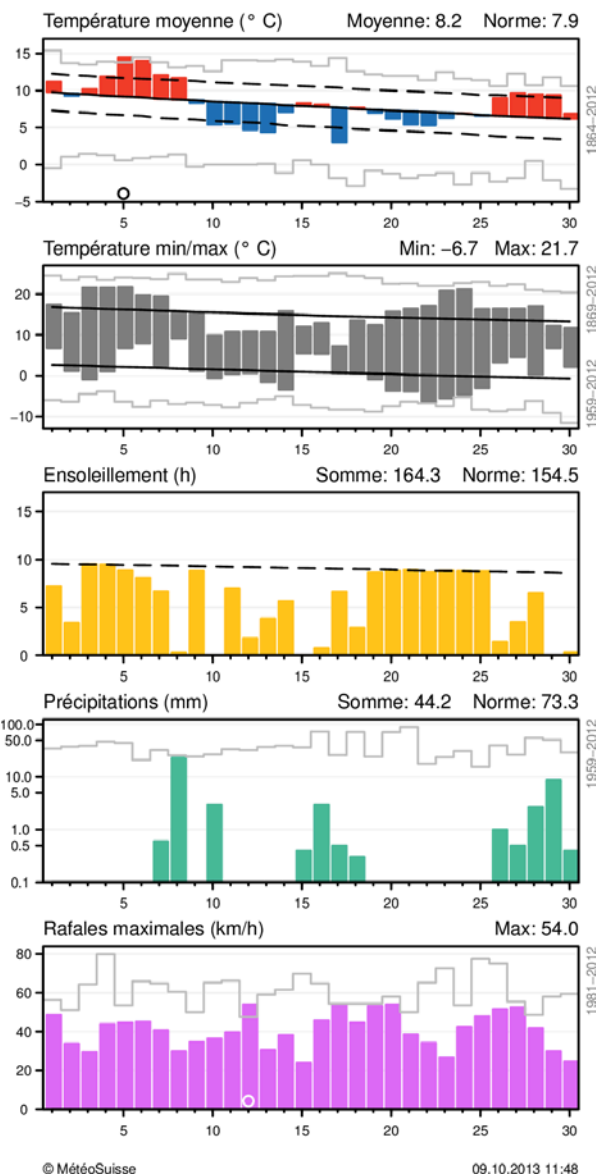 Température moyenne (° C) Moyenne: 8.2 Norme: 7.9
15
10
5
0
−5
5 10 15 20 25 30
1864−2012
Température min/max (° C) Min: −6.7 Max: 21.7
20
10
0
−10
5 10 15 20 25 30
1869−2012
1959−2012
Ensoleillement (h) Somme: 164.3 Norme: 154.5
15
10
5
0
5 10 15 20 25 30
Précipitations (mm) Somme: 44.2 Norme: 73.3
100.0
50.0
10.0
5.0
1.0
0.5
0.1
5 10 15 20 25 30
1959−2012
Rafales maximales (km/h) Max: 54.0
80
60
40
20
0
5 10 15 20 25 30
1981−2012
© MétéoSuisse 09.10.2013 11:48